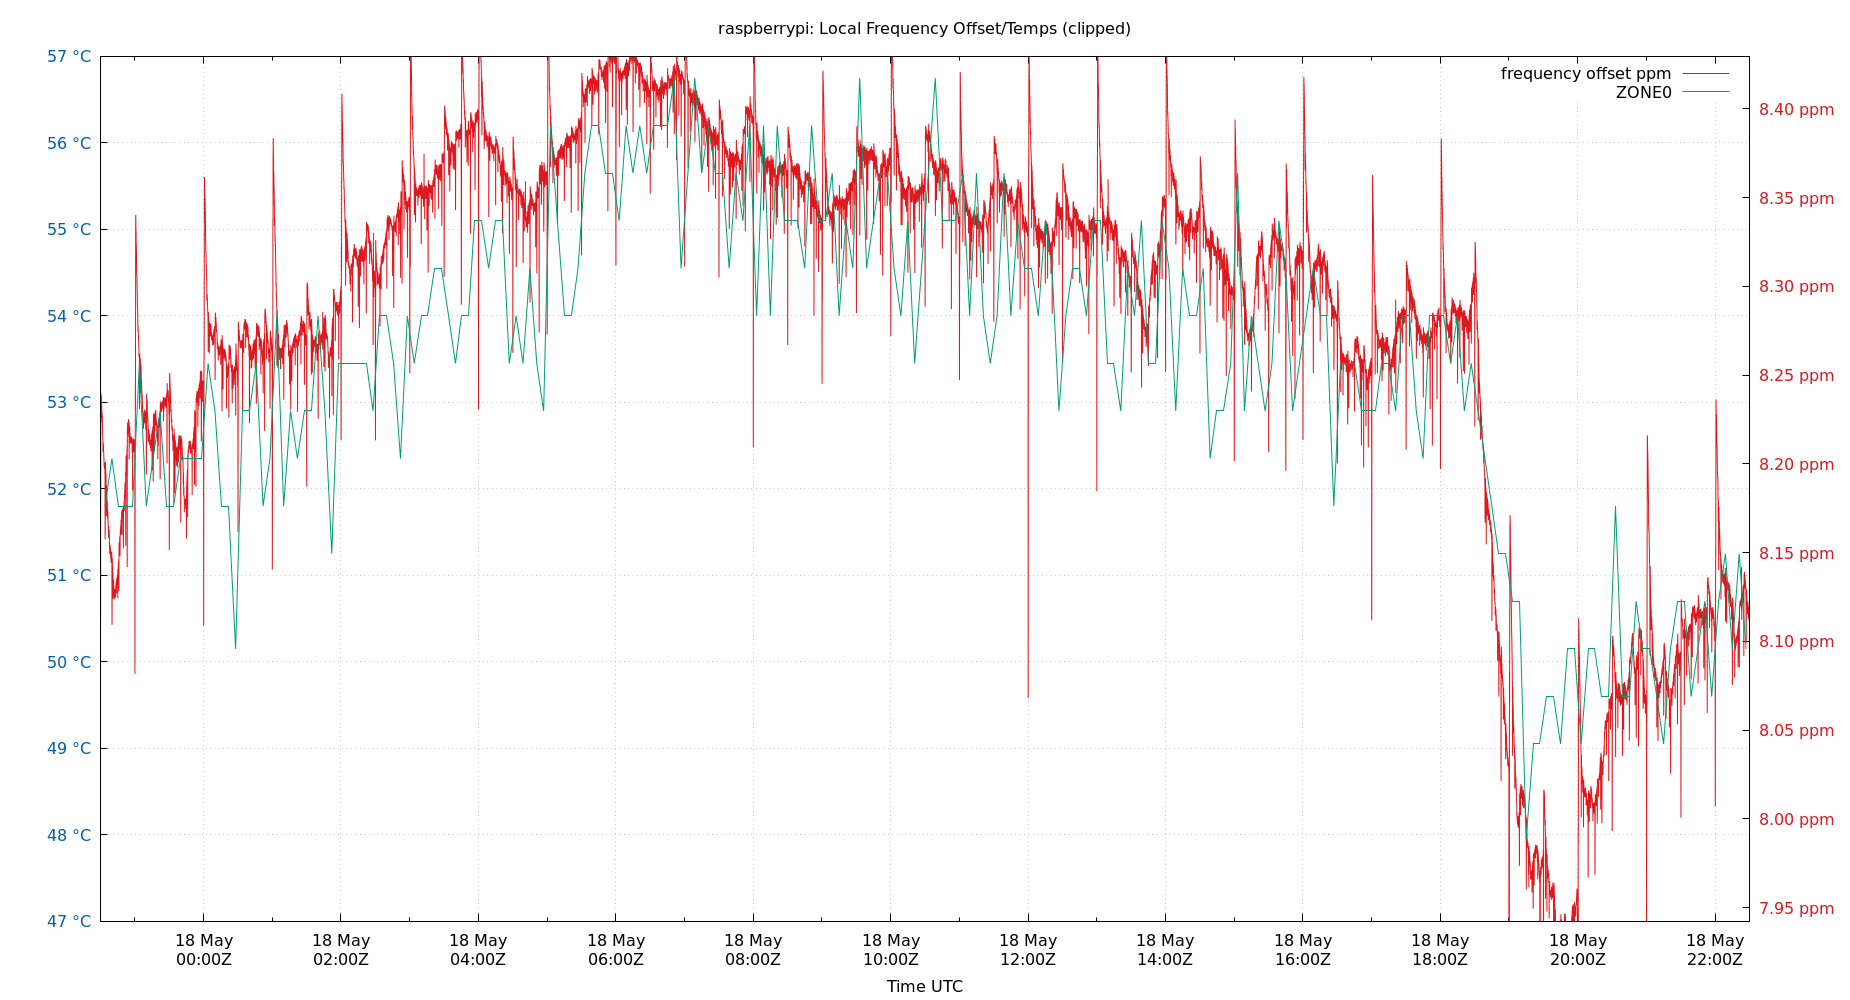 raspberrypi: Local Frequency Offset/Temps (clipped)
57 °C
56 °C
55 °C
54 °C
53 °C
52 °C
51 °C
50 °C
49 °C
48 °C
47 °C
frequency offset ppm
ZONE0
8.40 ppm
8.35 ppm
8.30 ppm
8.25 ppm
8.20 ppm
8.15 ppm
8.10 ppm
8.05 ppm
8.00 ppm
7.95 ppm
18 May 18 May 18 May 18 May 18 May 18 May 18 May 18 May 18 May 18 May 18 May 18 May
00:00Z 02:00Z 04:00Z 06:00Z 08:00Z 10:00Z 12:00Z 14:00Z 16:00Z 18:00Z 20:00Z 22:00Z
Time UTC